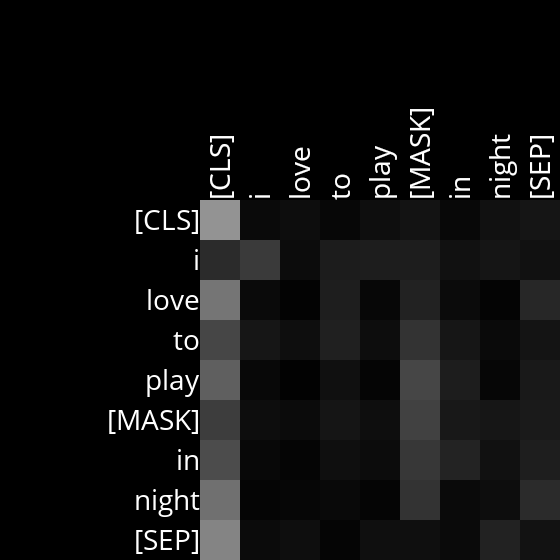 [CLS] i love to play [MASK] in night [SEP]
[CLS]
i
love
to
play
[MASK]
in
night
[SEP]